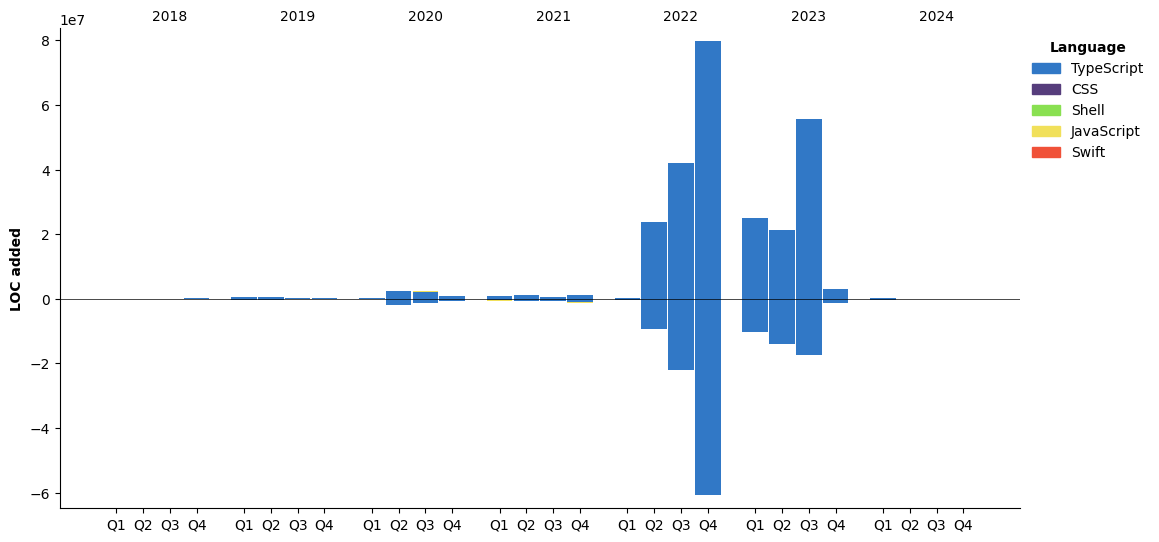 1e7
2018 2019 2020 2021 2022 2023 2024
Language
TypeScript
CSS
Shell
JavaScript
Swift
LOC added
8
6
4
2
0
−2
−4
−6
Q1 Q2 Q3 Q4 Q1 Q2 Q3 Q4 Q1 Q2 Q3 Q4 Q1 Q2 Q3 Q4 Q1 Q2 Q3 Q4 Q1 Q2 Q3 Q4 Q1 Q2 Q3 Q4